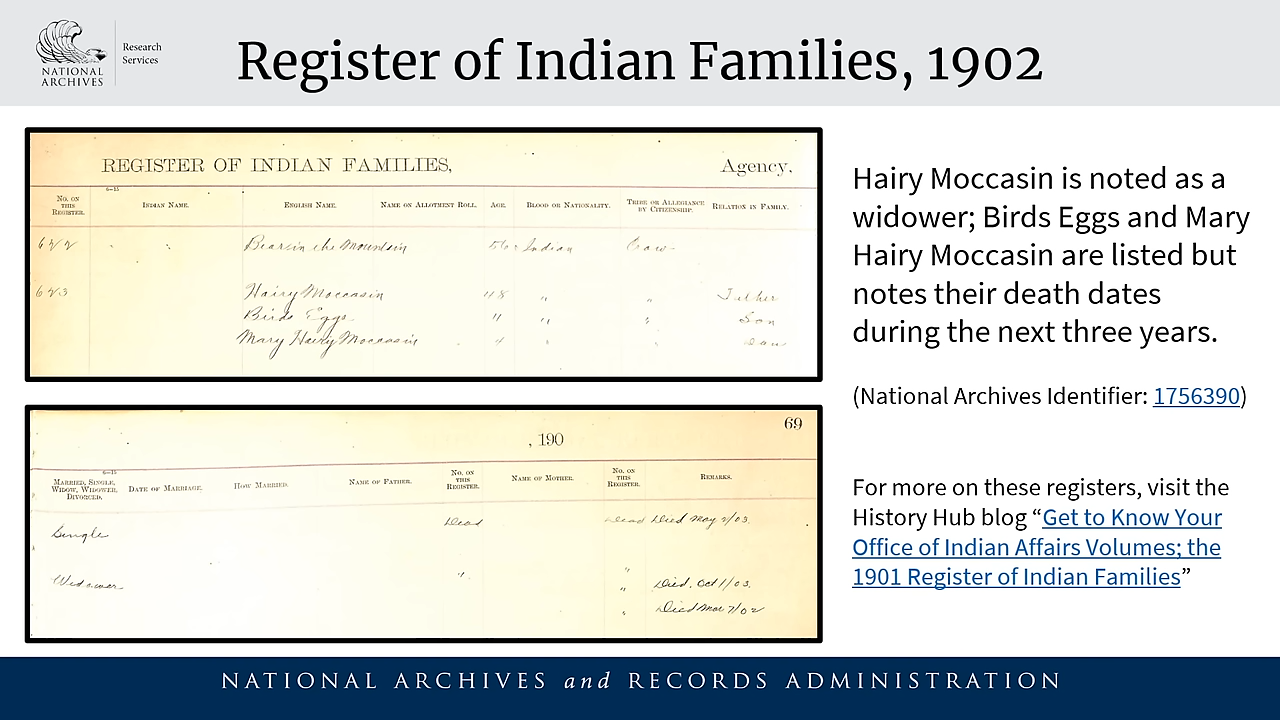 NATIONAL
ARCHIVES
Research
Services
Register of Indian Families, 1902
REGISTER OF INDIAN FAMILIES,
Agency,
6—15
No. on this Register.
Indian Name.
English Name.
Name on Allotment Roll.
Age.
Blood or Nationality.
Tribe or Allegiance by Citizenship.
Relation in Family.
622 Bear in the Mountain 56 Indian Crow
623 Hairy Moccasin 48 " " Father
Birds Eggs " " Son
Mary Hairy Moccasin " "
69
, 190
6—15
Married, Single, Widow, Widower, Divorced.
Date of Marriage.
How Married.
Name of Father.
No. on this Register.
Name of Mother.
No. on this Register.
Remarks.
Single Dead Dead Died May 2/03.
Widower " "
" Died. Oct 1/03.
" Died Mar 7/02
Hairy Moccasin is noted as a
widower; Birds Eggs and Mary
Hairy Moccasin are listed but
notes their death dates
during the next three years.
(National Archives Identifier: 1756390)
For more on these registers, visit the
History Hub blog “Get to Know Your
Office of Indian Affairs Volumes; the
1901 Register of Indian Families”
NATIONAL ARCHIVES and RECORDS ADMINISTRATION